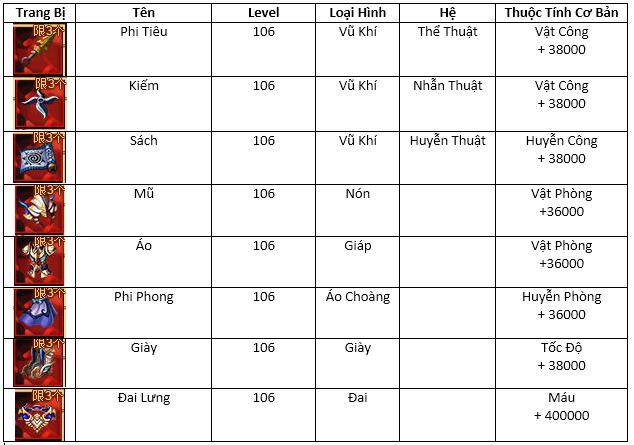 Trang Bị Tên Level Loại Hình Hệ Thuộc Tính Cơ Bản
限3个 Phi Tiêu 106 Vũ Khí Thể Thuật Vật Công
+ 38000
限3个 Kiếm 106 Vũ Khí Nhẫn Thuật Vật Công
+ 38000
限3个 Sách 106 Vũ Khí Huyễn Thuật Huyễn Công
+ 38000
限3个 Mũ 106 Nón Vật Phòng
+36000
限3个 Áo 106 Giáp Vật Phòng
+36000
限3个 Phi Phong 106 Áo Choàng Huyễn Phòng
+ 36000
限3个 Giày 106 Giày Tốc Độ
+ 38000
限3个 Đai Lưng 106 Đai Máu
+ 400000